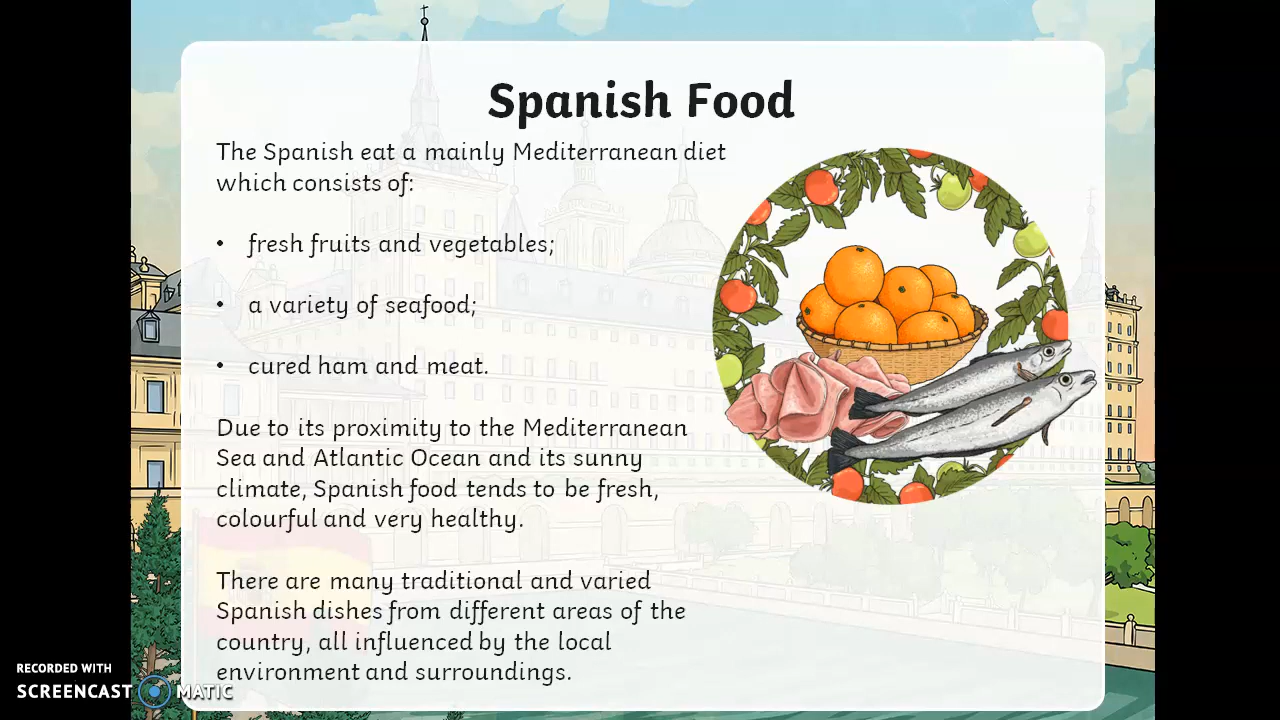 Spanish Food
The Spanish eat a mainly Mediterranean diet
which consists of:
• fresh fruits and vegetables;
• a variety of seafood;
• cured ham and meat.
Due to its proximity to the Mediterranean
Sea and Atlantic Ocean and its sunny
climate, Spanish food tends to be fresh,
colourful and very healthy.
There are many traditional and varied
Spanish dishes from different areas of the
country, all influenced by the local
environment and surroundings.
RECORDED WITH
SCREENCAST MATIC